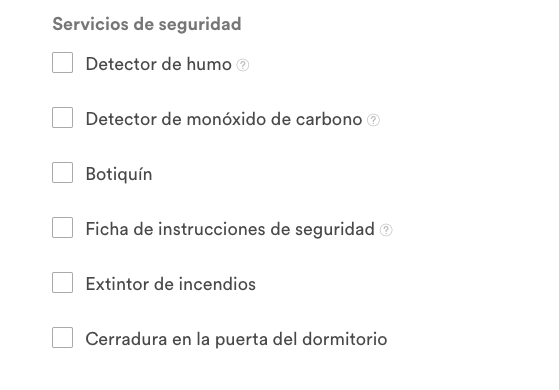 Servicios de seguridad
Detector de humo ?
Detector de monóxido de carbono ?
Botiquín
Ficha de instrucciones de seguridad ?
Extintor de incendios
Cerradura en la puerta del dormitorio